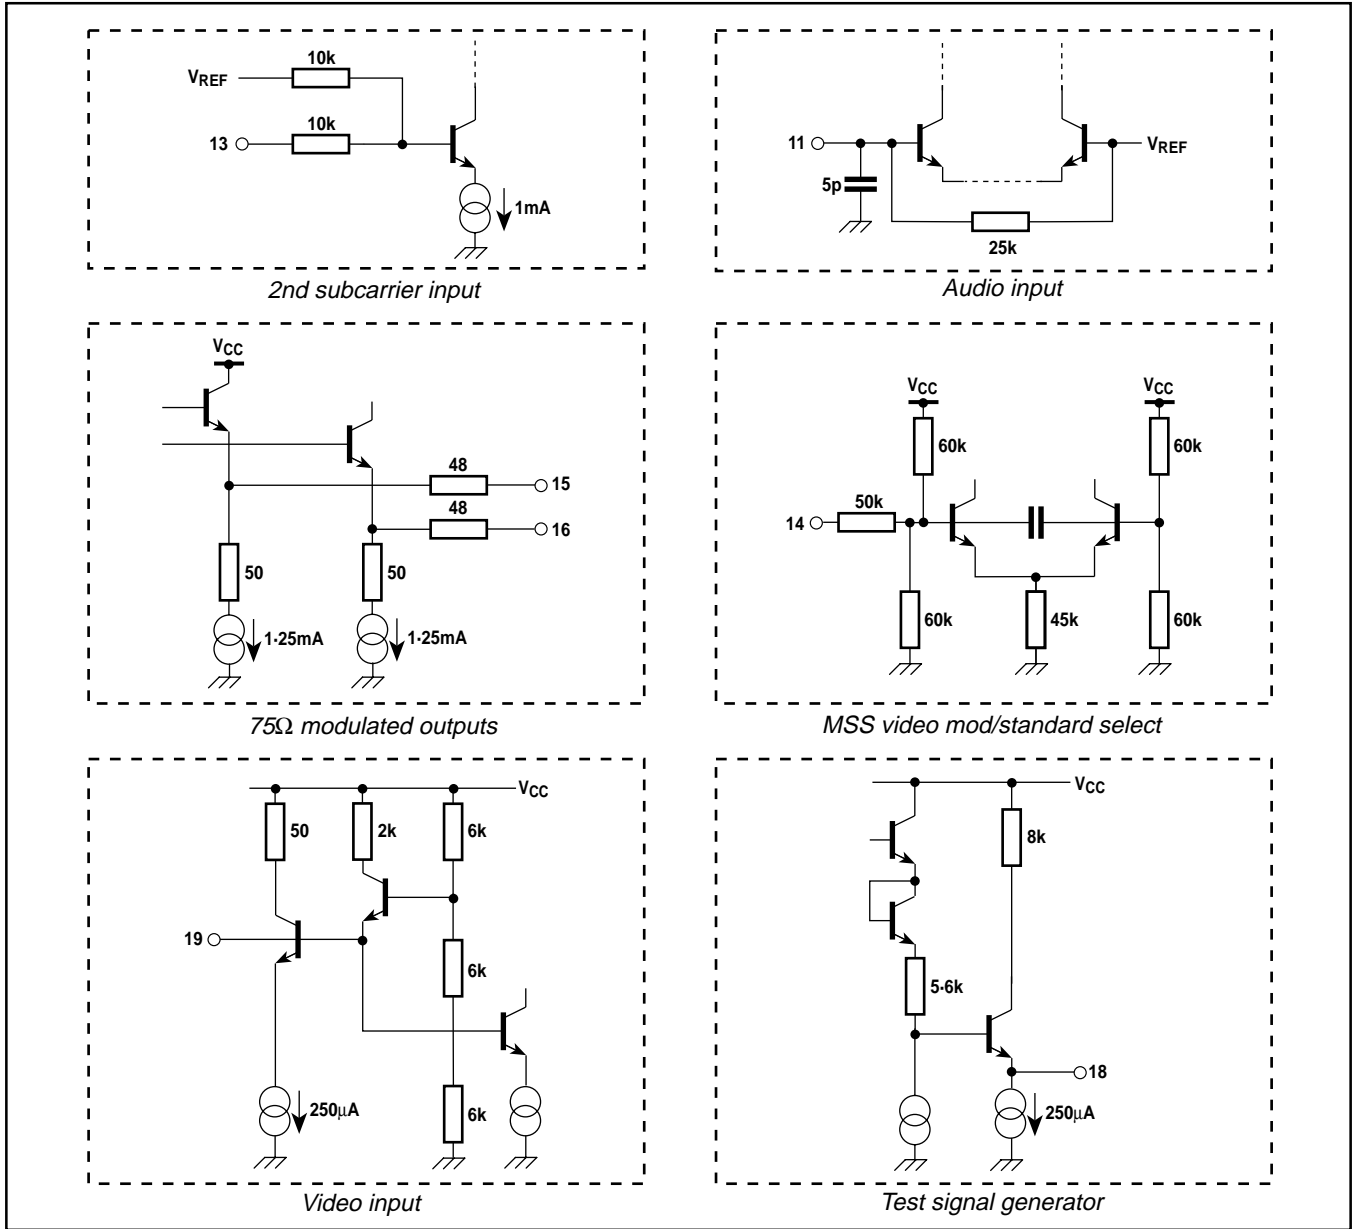 10k
VREF
10k
13
1mA
2nd subcarrier input
11
VREF
5p
25k
Audio input
VCC
48
15
48
16
50
50
1·25mA
1·25mA
75Ω modulated outputs
VCC
VCC
60k
60k
50k
14
60k
45k
60k
MSS video mod/standard select
VCC
50
2k
6k
19
6k
250µA
6k
Video input
VCC
8k
5·6k
18
250µA
Test signal generator